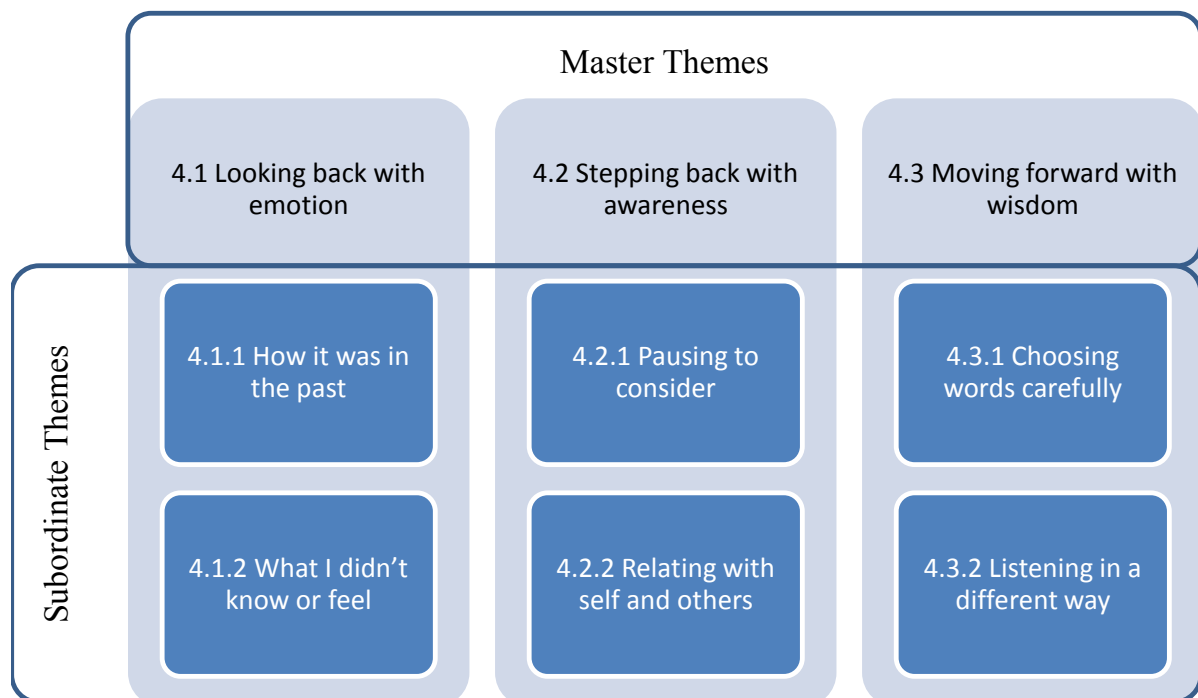 Master Themes
4.1 Looking back with
emotion
4.2 Stepping back with
awareness
4.3 Moving forward with
wisdom
Subordinate Themes
4.1.1 How it was in
the past
4.2.1 Pausing to
consider
4.3.1 Choosing
words carefully
4.1.2 What I didn’t
know or feel
4.2.2 Relating with
self and others
4.3.2 Listening in a
different way